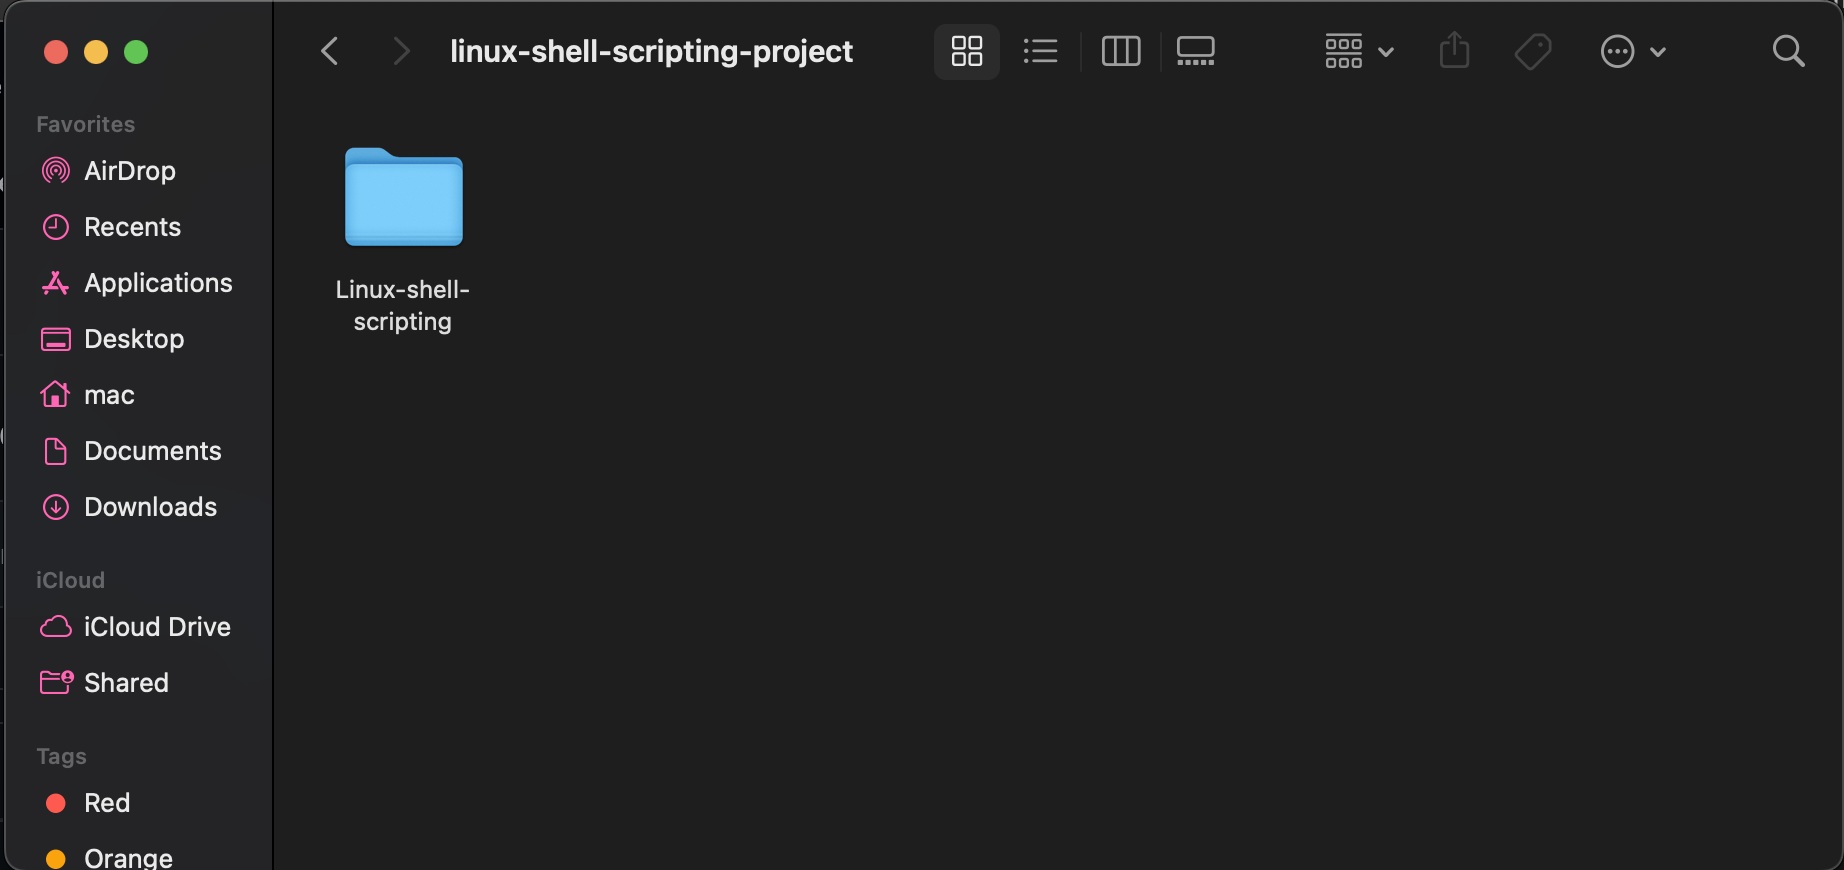 linux-shell-scripting-project
Favorites
AirDrop
Recents
Applications
Desktop
mac
Documents
Downloads
iCloud
iCloud Drive
Shared
Tags
Red
Orange
Linux-shell-
scripting